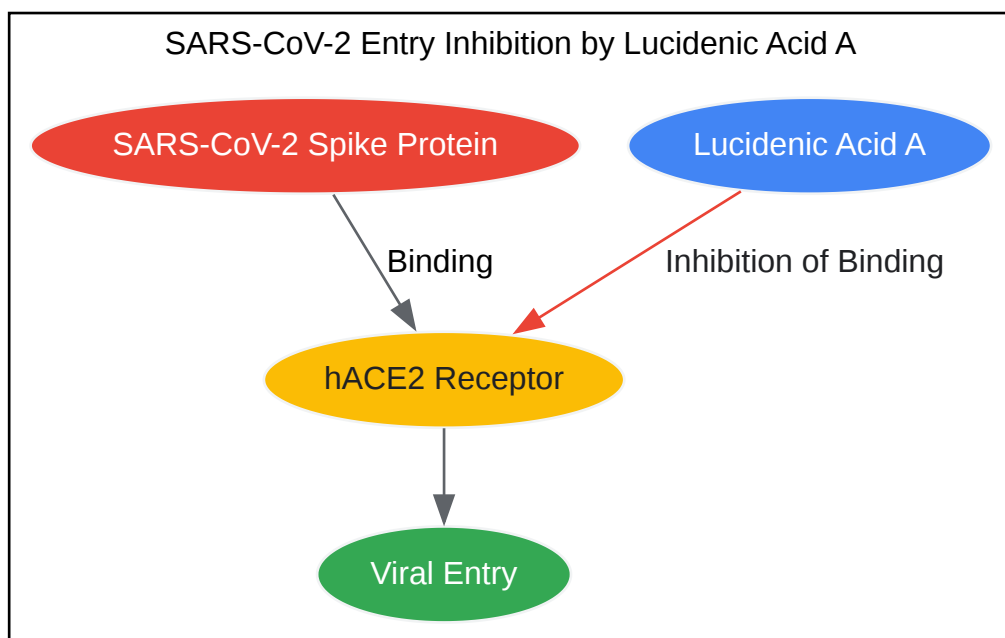 SARS-CoV-2 Entry Inhibition by Lucidenic Acid A
SARS-CoV-2 Spike Protein
Lucidenic Acid A
Binding
Inhibition of Binding
hACE2 Receptor
Viral Entry